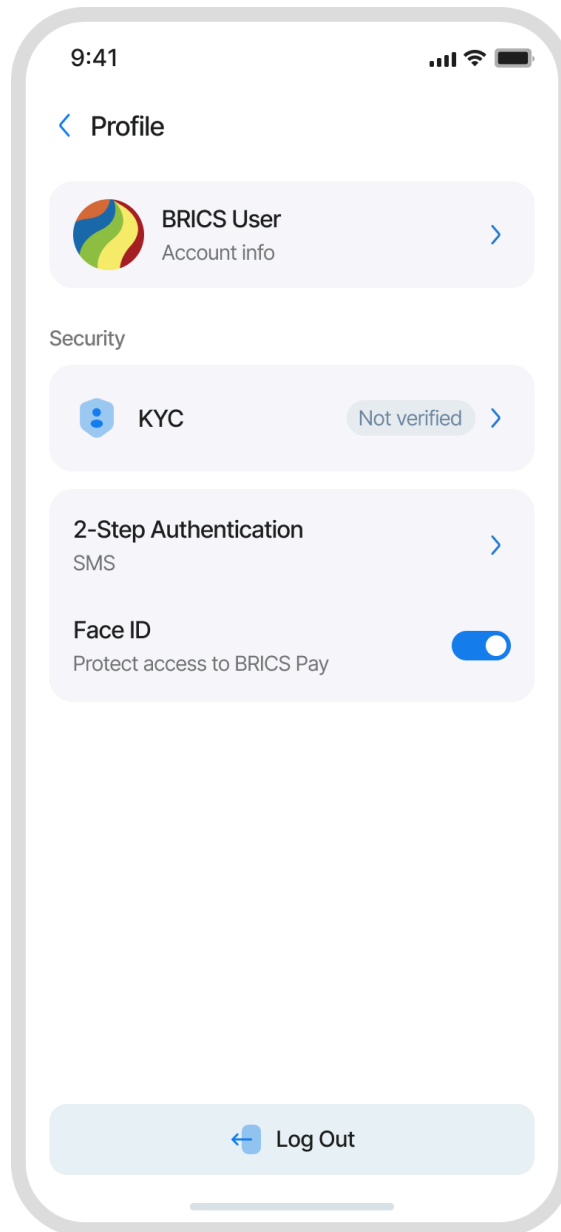 9:41
Profile
BRICS User
Account info
Security
KYC
Not verified
2-Step Authentication
SMS
Face ID
Protect access to BRICS Pay
Log Out